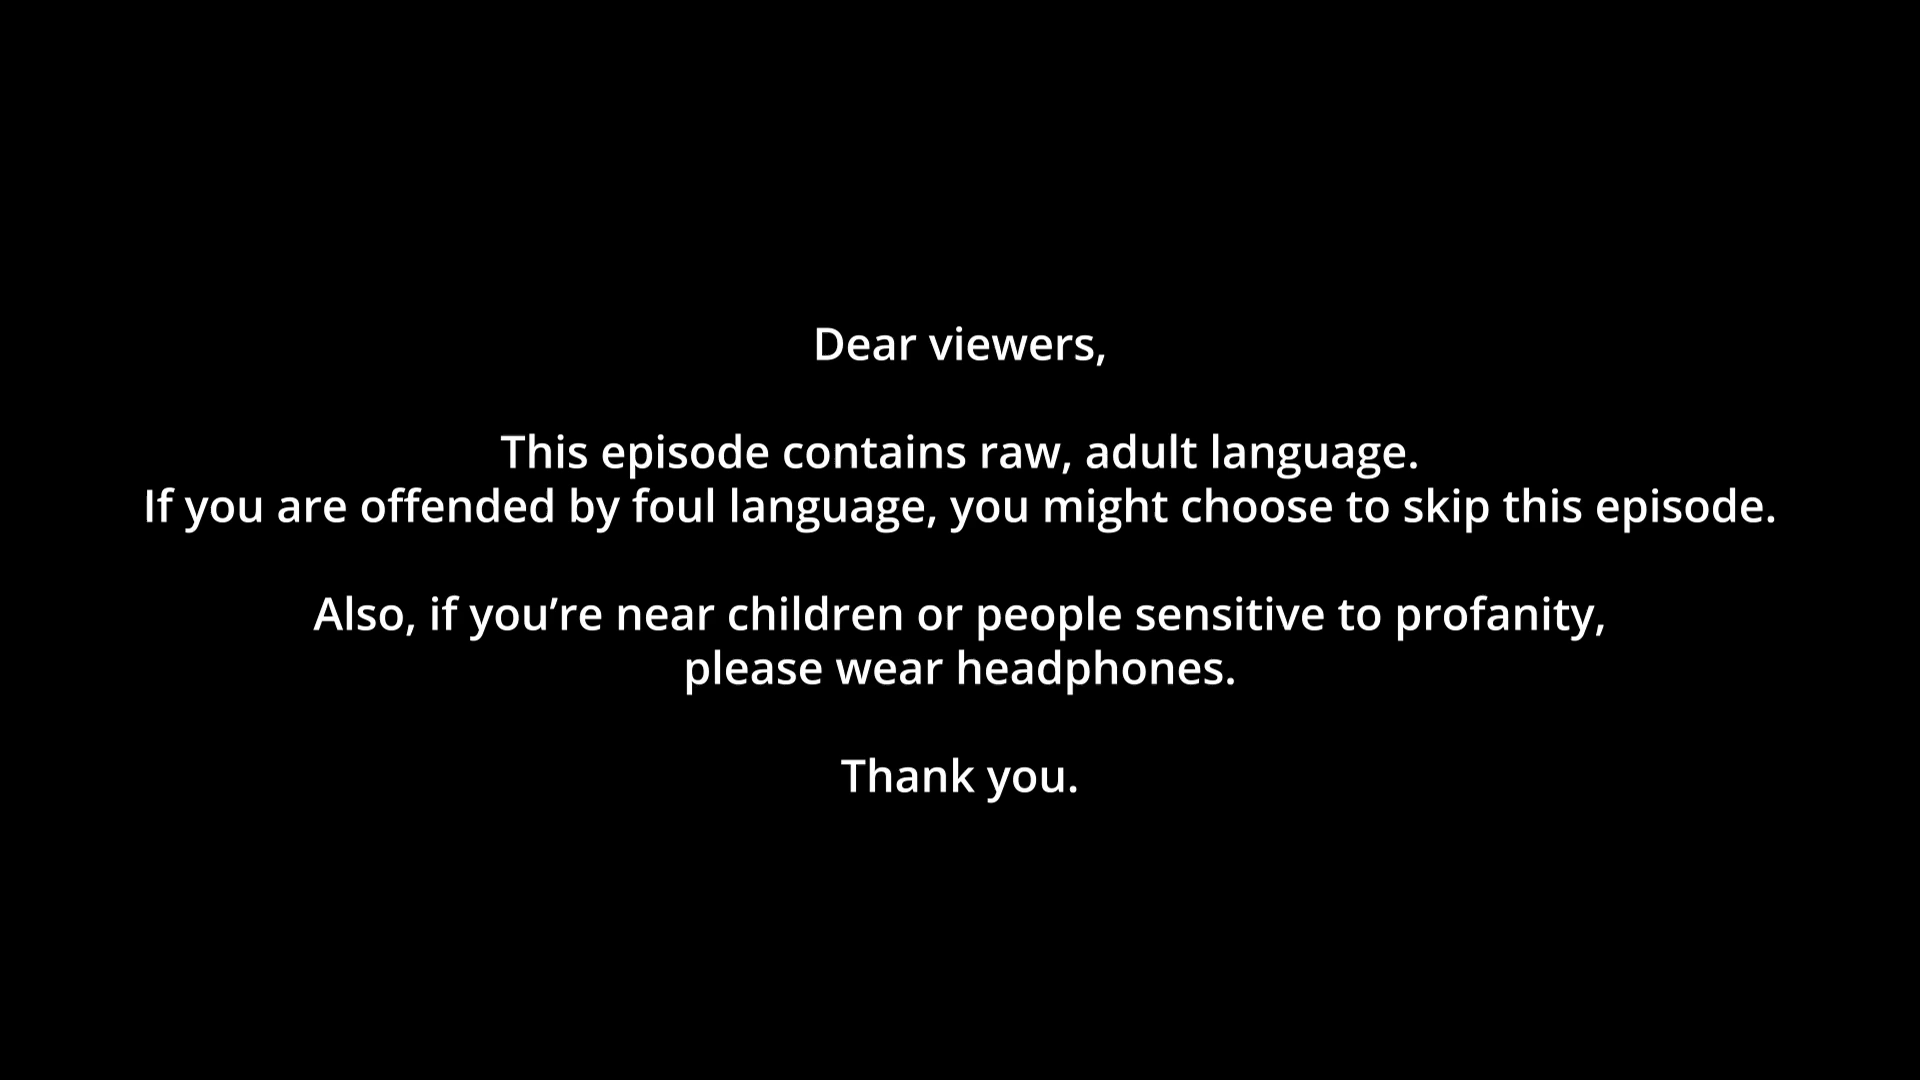 Dear viewers,
This episode contains raw, adult language.
If you are offended by foul language, you might choose to skip this episode.
Also, if you’re near children or people sensitive to profanity,
please wear headphones.
Thank you.